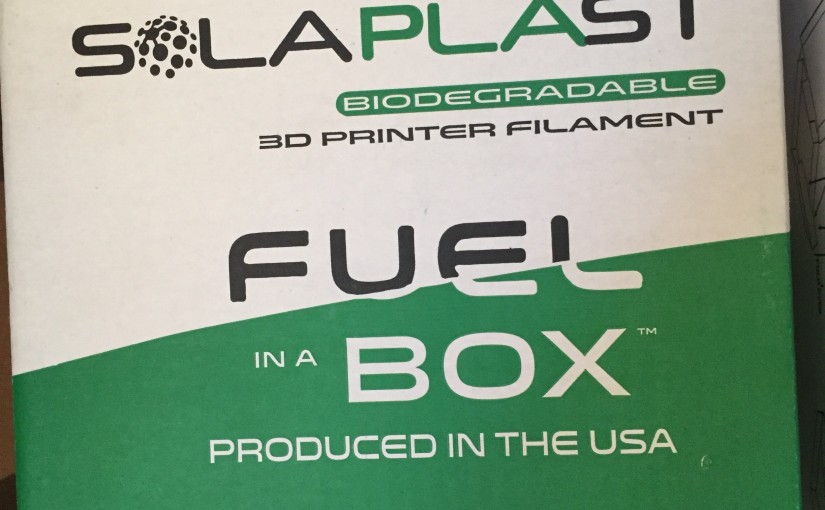 SOLAPLAST
BIODEGRADABLE
3D PRINTER FILAMENT
FUEL
IN A BOX™
PRODUCED IN THE USA